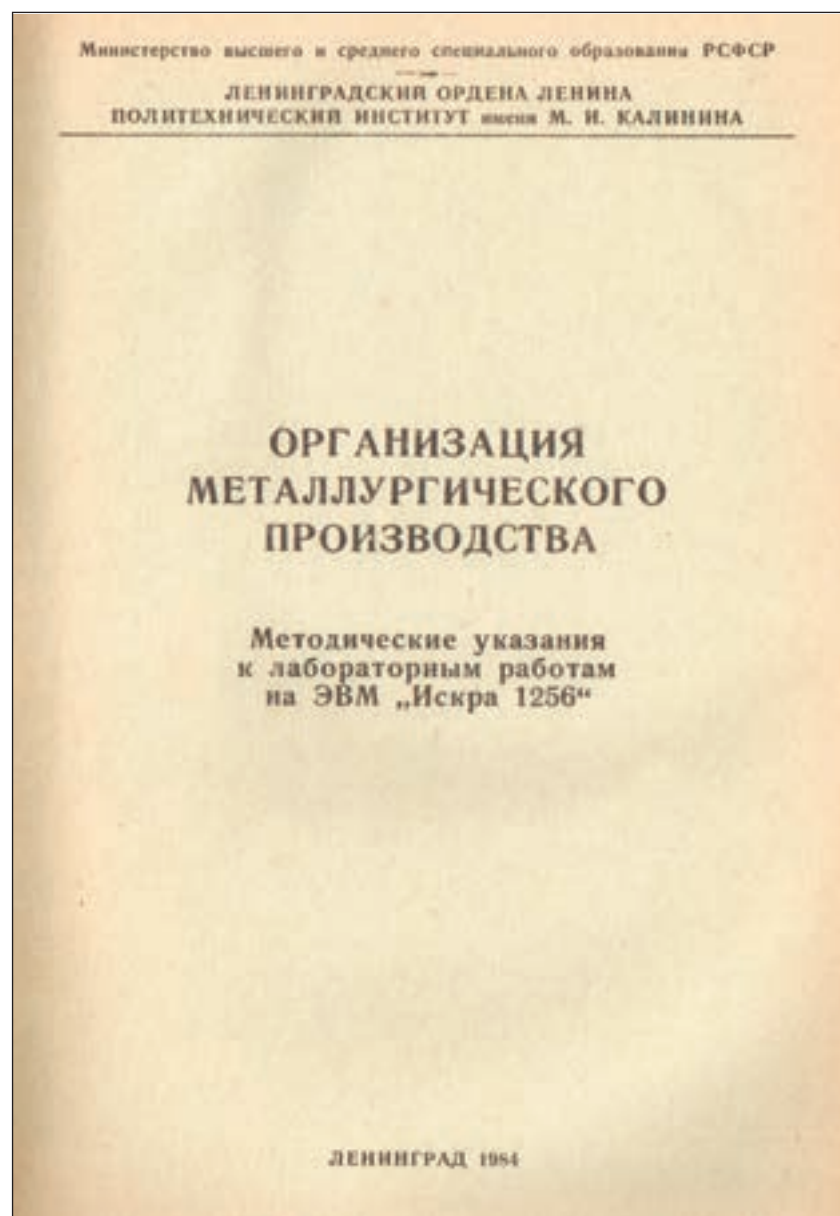 Министерство высшего и среднего специального образования РСФСР
ЛЕНИНГРАДСКИЙ ОРДЕНА ЛЕНИНА
ПОЛИТЕХНИЧЕСКИЙ ИНСТИТУТ имени М. И. КАЛИНИНА
ОРГАНИЗАЦИЯ
МЕТАЛЛУРГИЧЕСКОГО
ПРОИЗВОДСТВА
Методические указания
к лабораторным работам
на ЭВМ „Искра 1256“
ЛЕНИНГРАД 1984